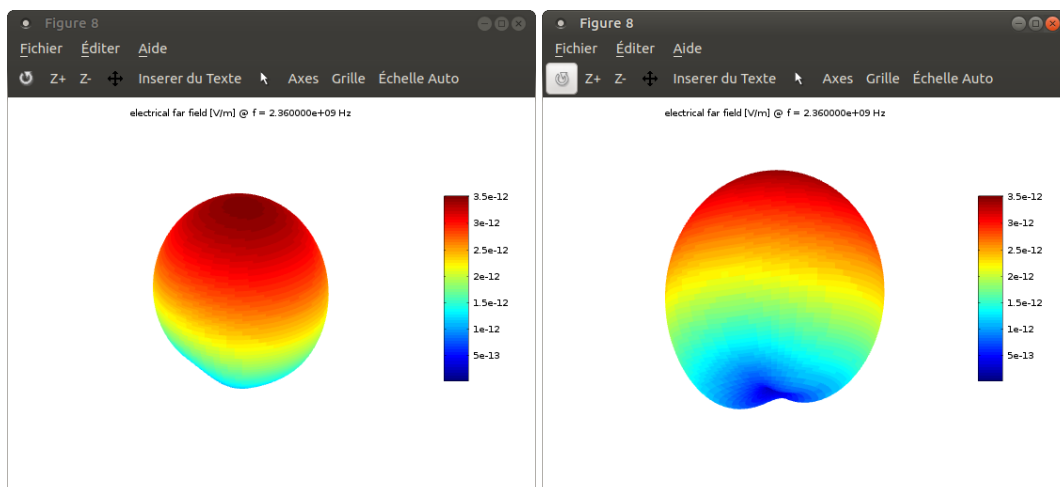 Figure 8
Fichier Éditer Aide
Z+ Z- Inserer du Texte Axes Grille Échelle Auto
electrical far field [V/m] @ f = 2.360000e+09 Hz
3.5e-12
3e-12
2.5e-12
2e-12
1.5e-12
1e-12
5e-13
Figure 8
Fichier Éditer Aide
Z+ Z- Inserer du Texte Axes Grille Échelle Auto
electrical far field [V/m] @ f = 2.360000e+09 Hz
3.5e-12
3e-12
2.5e-12
2e-12
1.5e-12
1e-12
5e-13